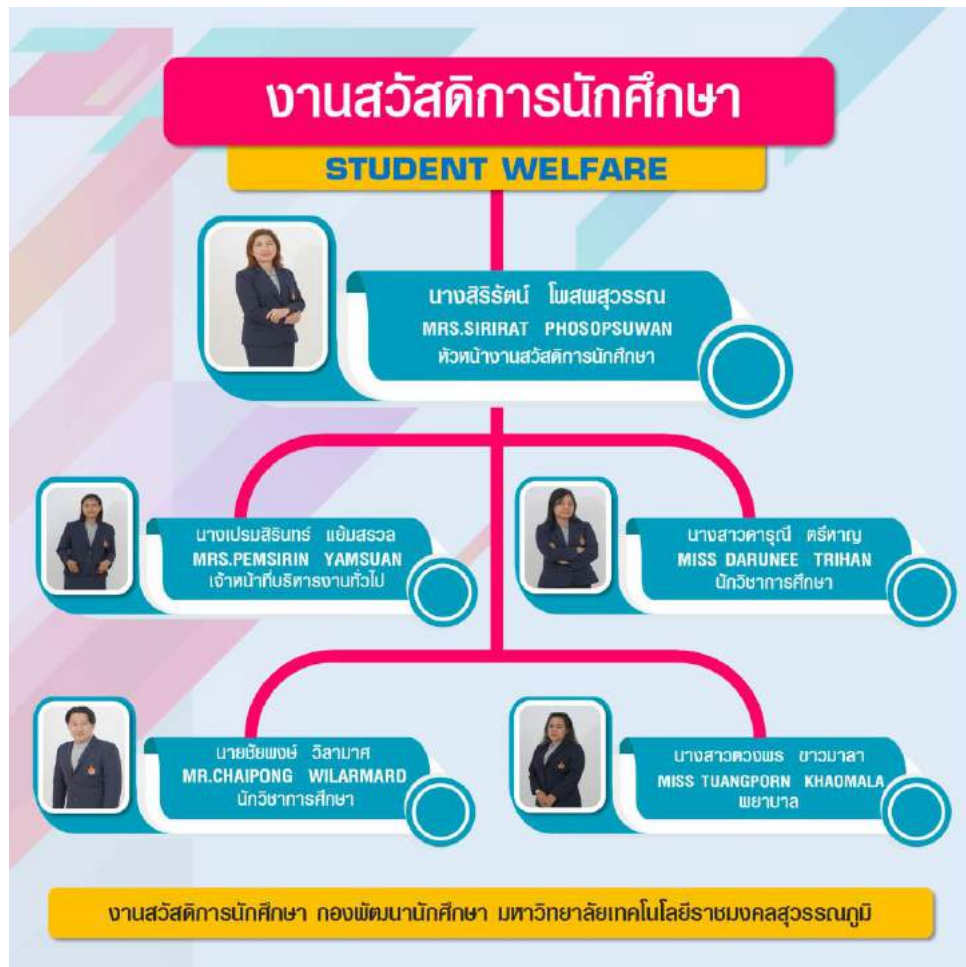 งานสวัสดิการนักศึกษา
STUDENT WELFARE
นางสิริรัตน์ โพสพสุวรรณ
MRS.SIRIRAT PHOSOPSUWAN
หัวหน้างานสวัสดิการนักศึกษา
นางเปรมสิรินทร์ แย้มสรวล
MRS.PEMSIRIN YAMSUAN
เจ้าหน้าที่บริหารงานทั่วไป
นางสาวดารุณี ตรีหาญ
MISS DARUNEE TRIHAN
นักวิชาการศึกษา
นายชัยพงษ์ วิลามาศ
MR.CHAIPONG WILARMARD
นักวิชาการศึกษา
นางสาวตวงพร ขาวมาลา
MISS TUANGPORN KHAOMALA
พยาบาล
งานสวัสดิการนักศึกษา กองพัฒนานักศึกษา มหาวิทยาลัยเทคโนโลยีราชมงคลสุวรรณภูมิ